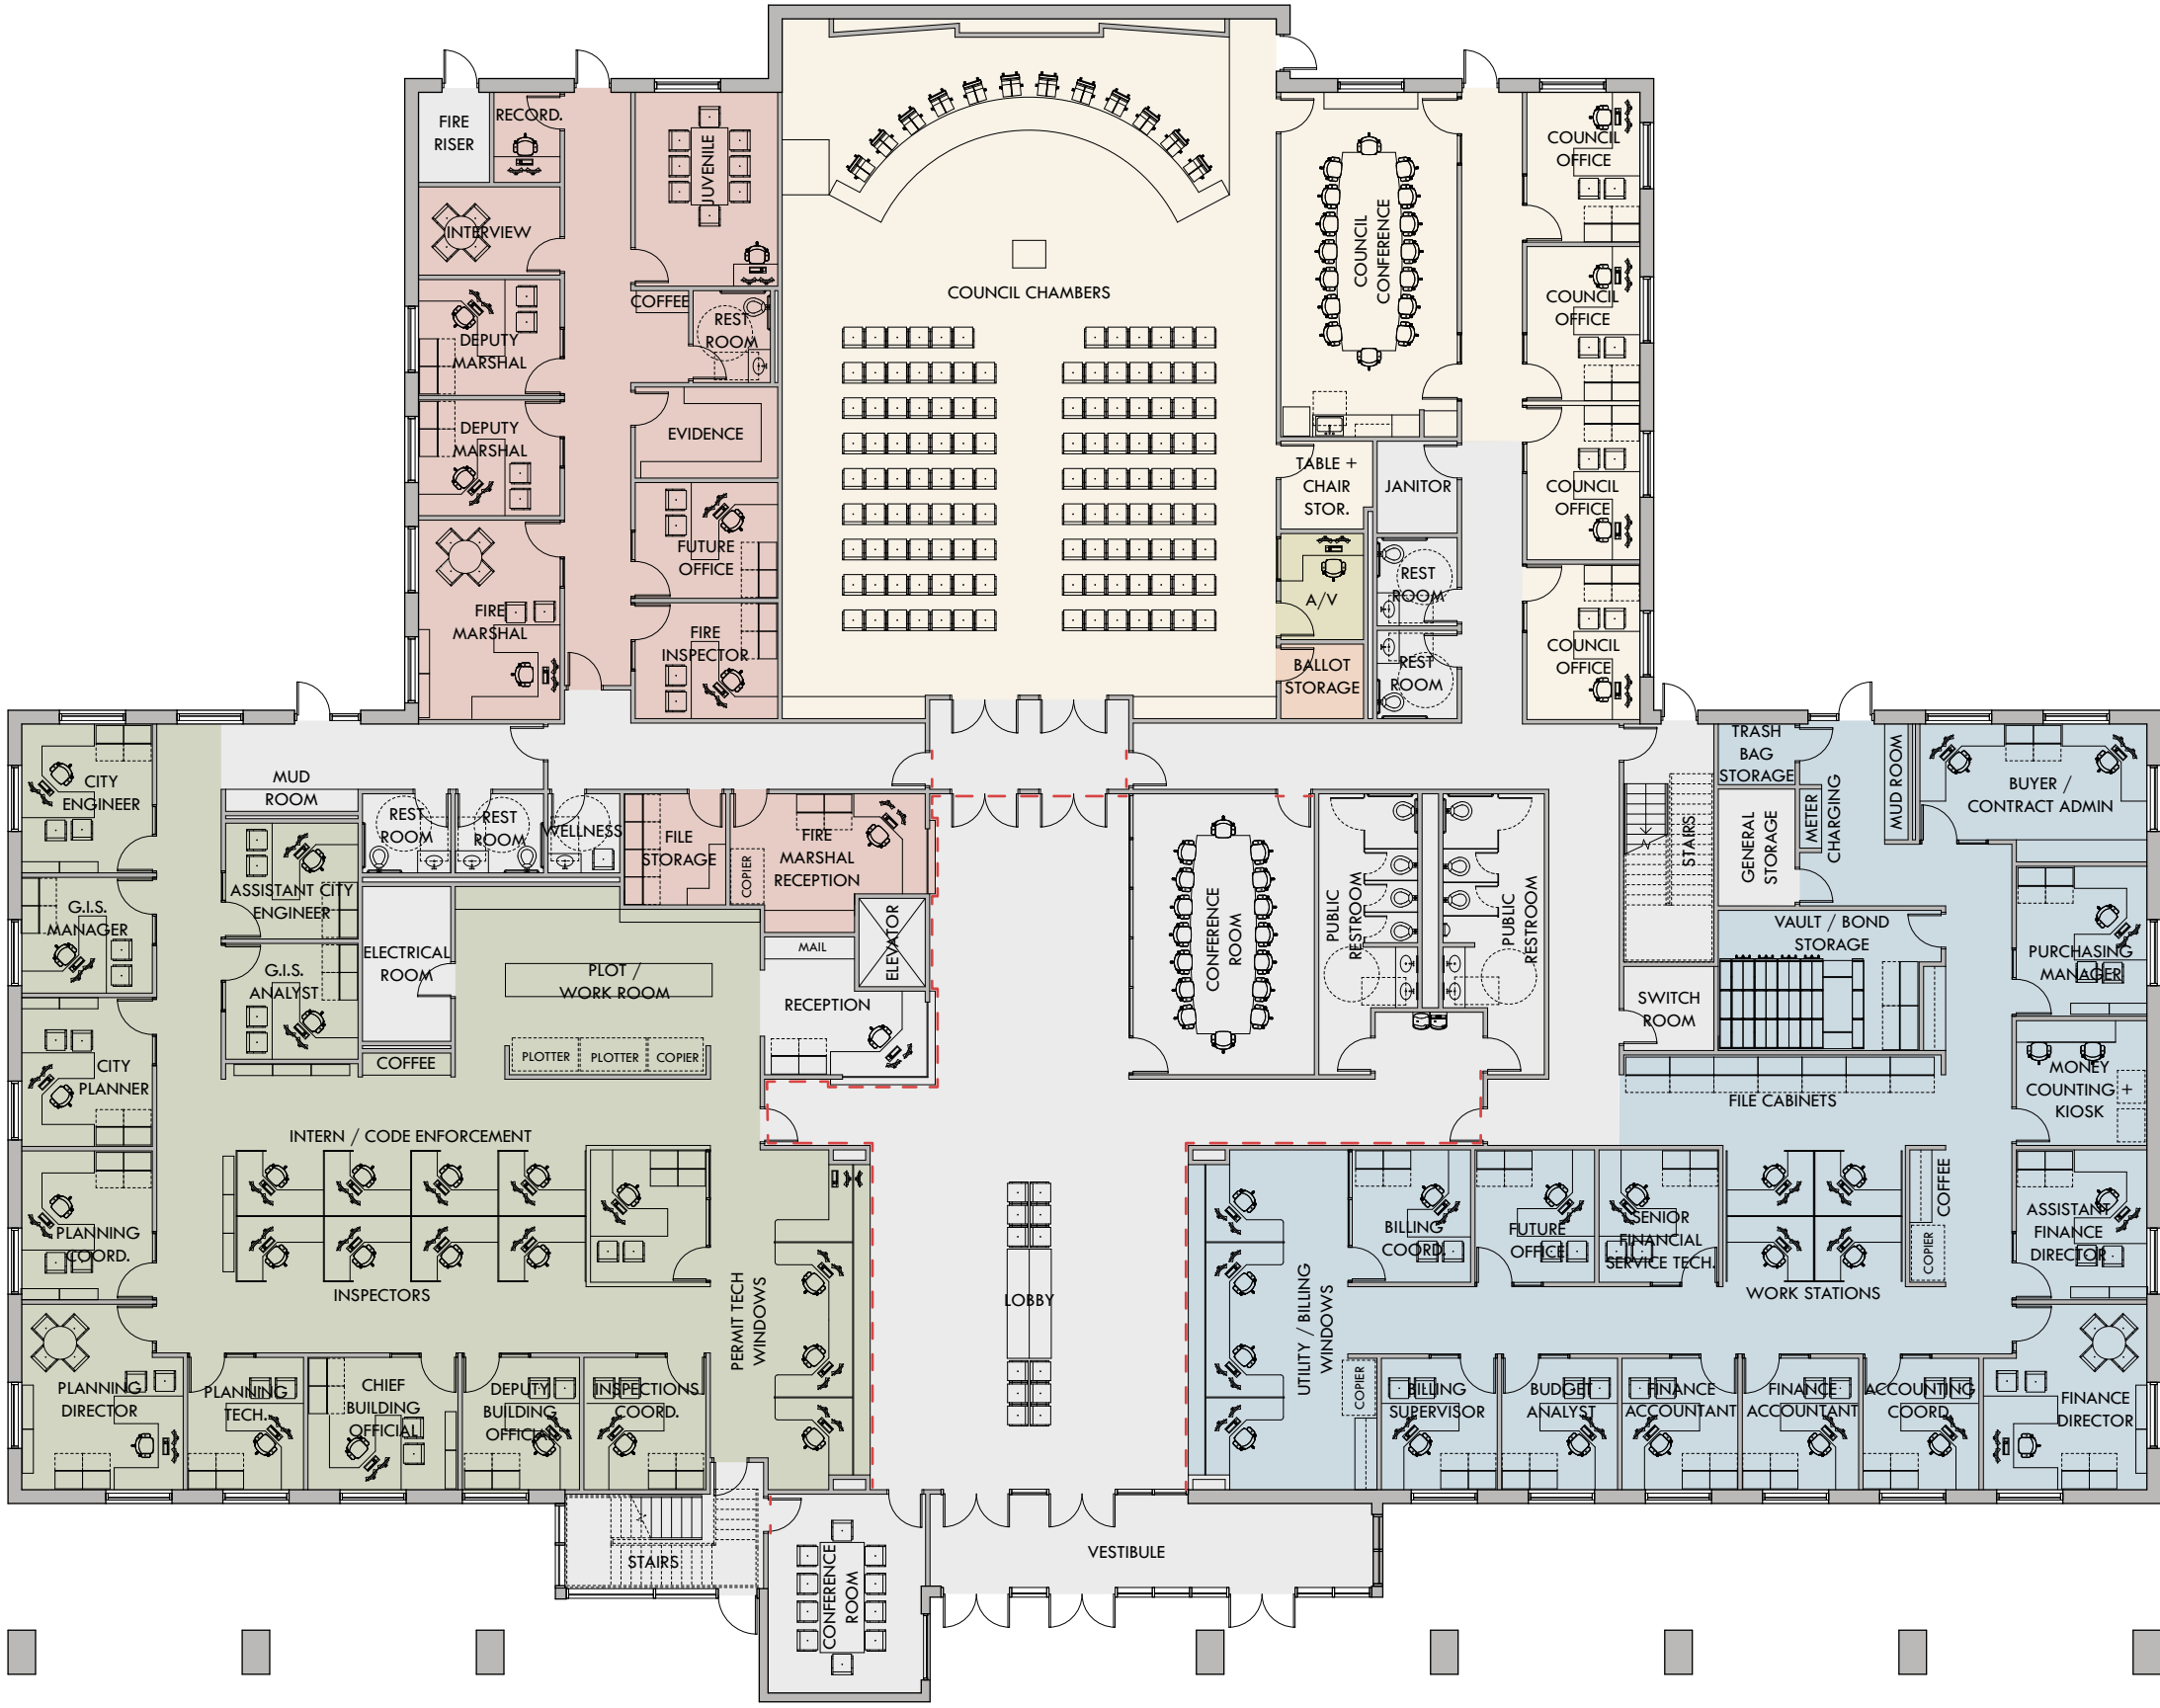 FIRE
RISER
RECORD.
JUVENILE
INTERVIEW
COFFEE
REST
ROOM
DEPUTY
MARSHAL
DEPUTY
MARSHAL
EVIDENCE
FUTURE
OFFICE
FIRE
MARSHAL
FIRE
INSPECTOR
COUNCIL CHAMBERS
COUNCIL
CONFERENCE
COUNCIL
OFFICE
COUNCIL
OFFICE
COUNCIL
OFFICE
COUNCIL
OFFICE
TABLE +
CHAIR
STOR.
JANITOR
A/V
REST
ROOM
BALLOT
STORAGE
REST
ROOM
CITY
ENGINEER
MUD
ROOM
REST
ROOM
REST
ROOM
WELLNESS
FILE
STORAGE
COPIER
FIRE
MARSHAL
RECEPTION
ASSISTANT CITY
ENGINEER
G.I.S.
MANAGER
G.I.S.
ANALYST
ELECTRICAL
ROOM
PLOT /
WORK ROOM
MAIL
ELEVATOR
RECEPTION
CITY
PLANNER
COFFEE
PLOTTER
PLOTTER
COPIER
CONFERENCE
ROOM
PUBLIC
RESTROOM
PUBLIC
RESTROOM
STAIRS
TRASH
BAG
STORAGE
GENERAL
STORAGE
METER
CHARGING
MUD ROOM
BUYER /
CONTRACT ADMIN
VAULT / BOND
STORAGE
PURCHASING
MANAGER
SWITCH
ROOM
MONEY
COUNTING +
KIOSK
FILE CABINETS
INTERN / CODE ENFORCEMENT
INSPECTORS
PLANNING
COORD.
PERMIT TECH
WINDOWS
LOBBY
UTILITY / BILLING
WINDOWS
BILLING
COORD.
FUTURE
OFFICE
SENIOR
FINANCIAL
SERVICE TECH.
WORK STATIONS
COFFEE
COPIER
ASSISTANT
FINANCE
DIRECTOR
PLANNING
DIRECTOR
PLANNING
TECH.
CHIEF
BUILDING
OFFICIAL
DEPUTY
BUILDING
OFFICIAL
INSPECTIONS
COORD.
COPIER
BILLING
SUPERVISOR
BUDGET
ANALYST
FINANCE
ACCOUNTANT
FINANCE
ACCOUNTANT
ACCOUNTING
COORD.
FINANCE
DIRECTOR
STAIRS
CONFERENCE
ROOM
VESTIBULE